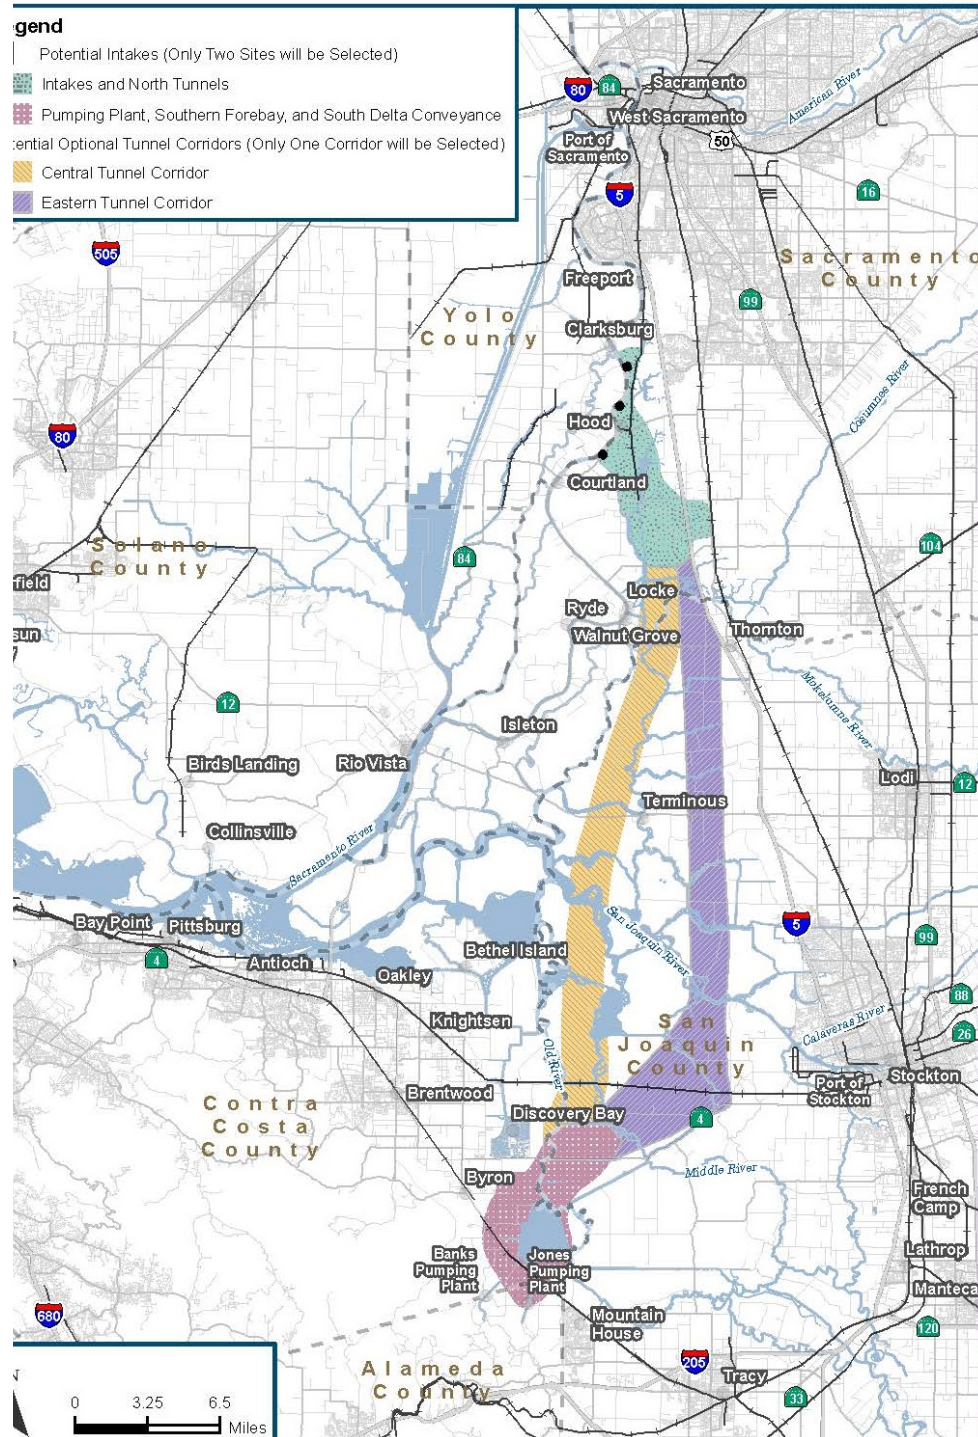 gend
Potential Intakes (Only Two Sites will be Selected)
Intakes and North Tunnels
Pumping Plant, Southern Forebay, and South Delta Conveyance
tential Optional Tunnel Corridors (Only One Corridor will be Selected)
Central Tunnel Corridor
Eastern Tunnel Corridor
80
84
Sacramento
American River
West Sacramento
50
Port of
Sacramento
5
16
505
Sacramento
County
Freeport
99
Yolo
County
Clarksburg
Cosumnes River
Hood
80
Courtland
Solano
County
84
104
field
Locke
Ryde
Thornton
sun
Walnut Grove
Mokelumne River
12
Isleton
Birds Landing
Rio Vista
Lodi
12
Terminous
Collinsville
Sacramento River
Bay Point
Pittsburg
San Joaquin River
5
99
4
Antioch
Bethel Island
Oakley
88
Knightsen
San
Joaquin
County
Calaveras River
26
Old River
Brentwood
Port of
Stockton
Stockton
Contra
Costa
County
Discovery Bay
4
Byron
Middle River
French
Camp
Banks
Pumping
Plant
Jones
Pumping
Plant
Lathrop
Manteca
680
Mountain
House
120
205
Alameda
County
Tracy
33
N
0 3.25 6.5
Miles